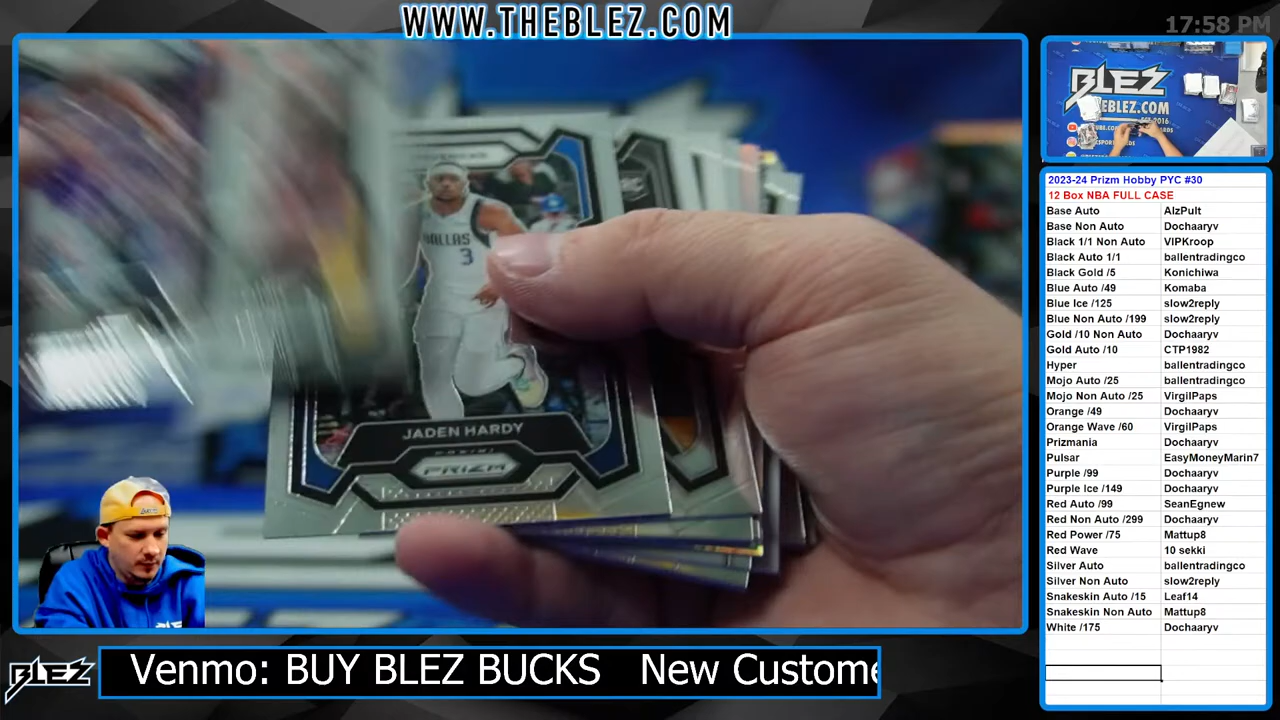 WWW.THEBLEZ.COM
17:58 PM
DALLAS
3
JADEN HARDY
PANINI
PRIZM
BLEZ
THEBLEZ.COM
2023-24 Prizm Hobby PYC #30
12 Box NBA FULL CASE
Base Auto AlzPult
Base Non Auto Dochaaryv
Black 1/1 Non Auto VIPKroop
Black Auto 1/1 ballentradingco
Black Gold /5 Konichiwa
Blue Auto /49 Komaba
Blue Ice /125 slow2reply
Blue Non Auto /199 slow2reply
Gold /10 Non Auto Dochaaryv
Gold Auto /10 CTP1982
Hyper ballentradingco
Mojo Auto /25 ballentradingco
Mojo Non Auto /25 VirgilPaps
Orange /49 Dochaaryv
Orange Wave /60 VirgilPaps
Prizmania Dochaaryv
Pulsar EasyMoneyMarin7
Purple /99 Dochaaryv
Purple Ice /149 Dochaaryv
Red Auto /99 SeanEgnew
Red Non Auto /299 Dochaaryv
Red Power /75 Mattup8
Red Wave 10 sekki
Silver Auto ballentradingco
Silver Non Auto slow2reply
Snakeskin Auto /15 Leaf14
Snakeskin Non Auto Mattup8
White /175 Dochaaryv
BLEZ
Venmo: BUY BLEZ BUCKS New Custome